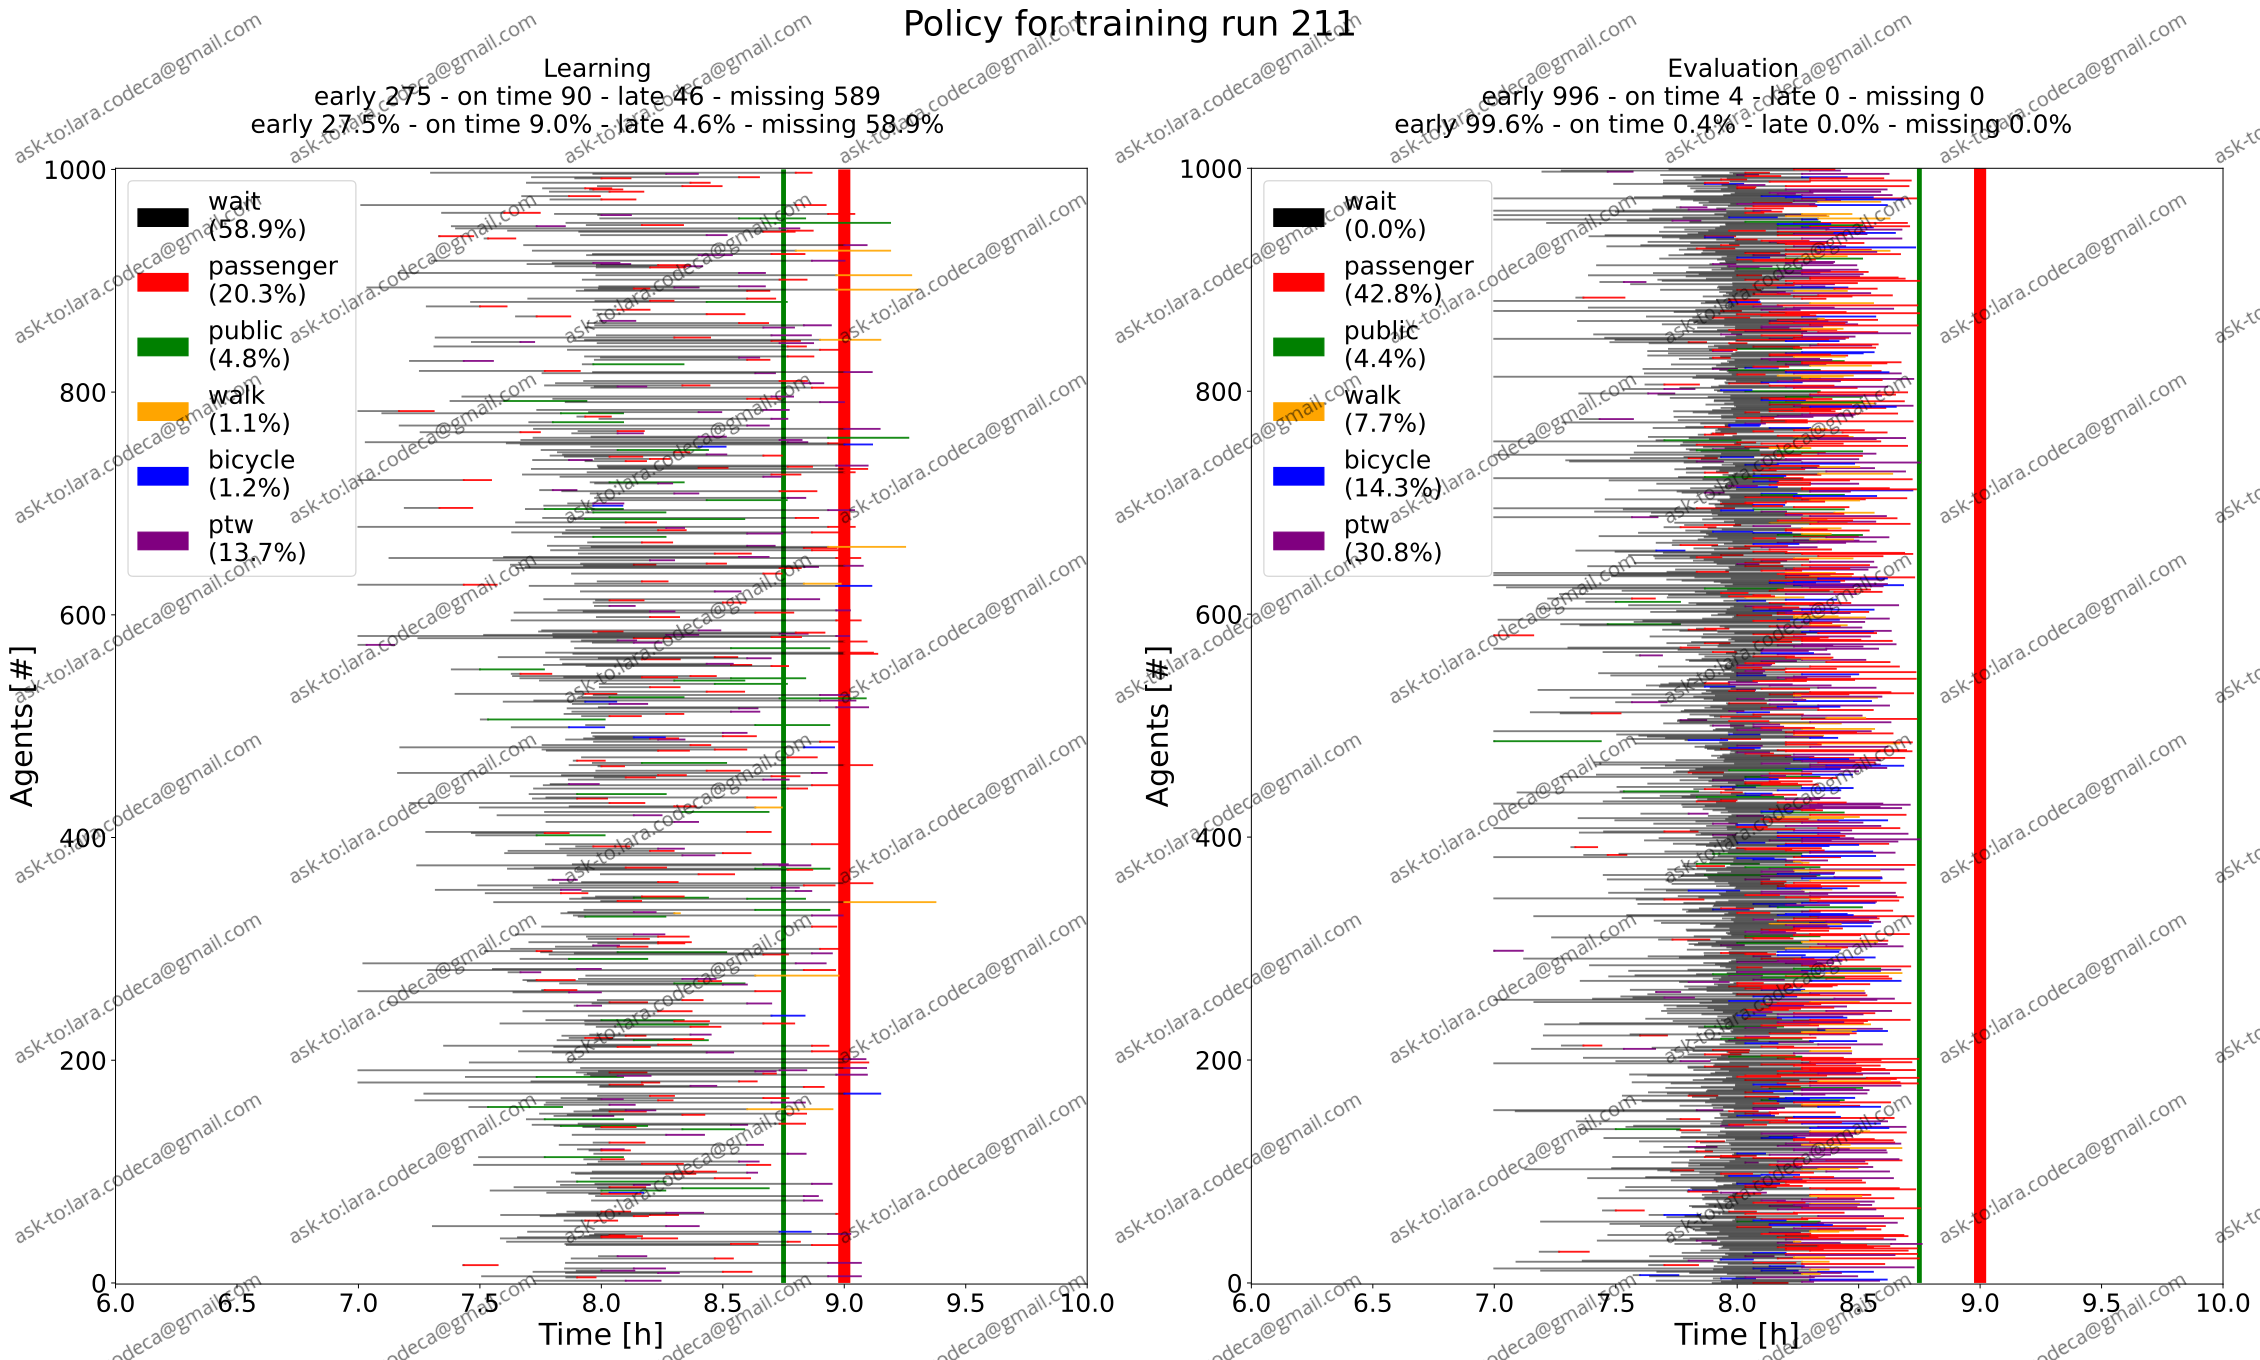 Policy for training run 211
Learning
early 275 - on time 90 - late 46 - missing 589
early 27.5% - on time 9.0% - late 4.6% - missing 58.9%
1000
800
600
400
200
0
Agents [#]
wait
(58.9%)
passenger
(20.3%)
public
(4.8%)
walk
(1.1%)
bicycle
(1.2%)
ptw
(13.7%)
6.0 6.5 7.0 7.5 8.0 8.5 9.0 9.5 10.0
Time [h]
Evaluation
early 996 - on time 4 - late 0 - missing 0
early 99.6% - on time 0.4% - late 0.0% - missing 0.0%
1000
800
600
400
200
0
Agents [#]
wait
(0.0%)
passenger
(42.8%)
public
(4.4%)
walk
(7.7%)
bicycle
(14.3%)
ptw
(30.8%)
6.0 6.5 7.0 7.5 8.0 8.5 9.0 9.5 10.0
Time [h]
ask-to:lara.codeca@gmail.com